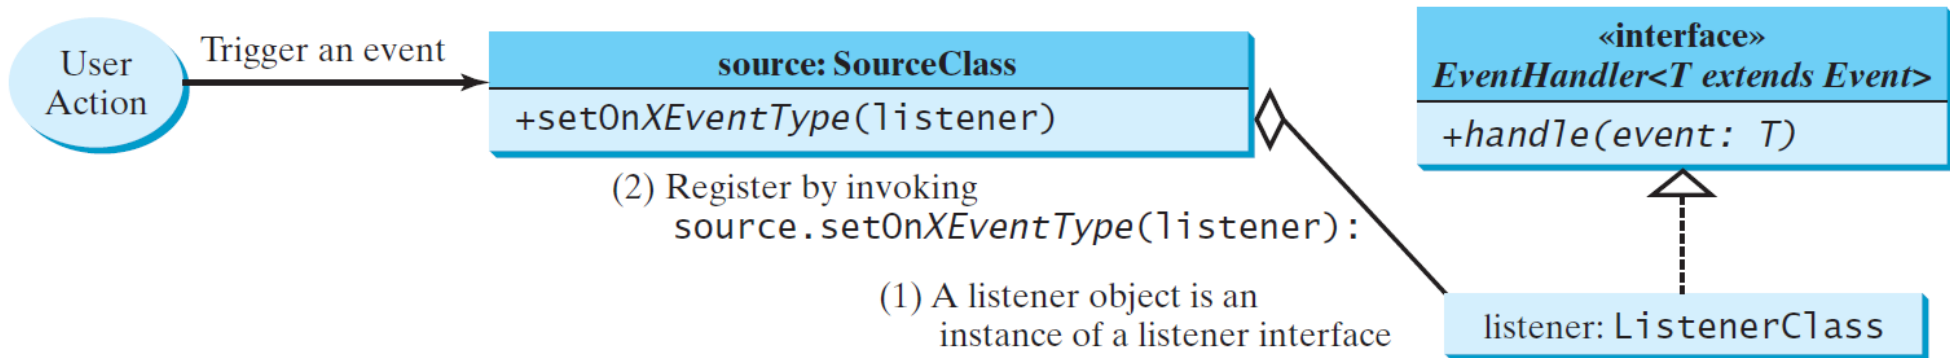 User
Action
Trigger an event
source: SourceClass
+setOnXEventType(listener)
(2) Register by invoking
source.setOnXEventType(listener):
(1) A listener object is an
instance of a listener interface
«interface»
EventHandler<T extends Event>
+handle(event: T)
listener: ListenerClass